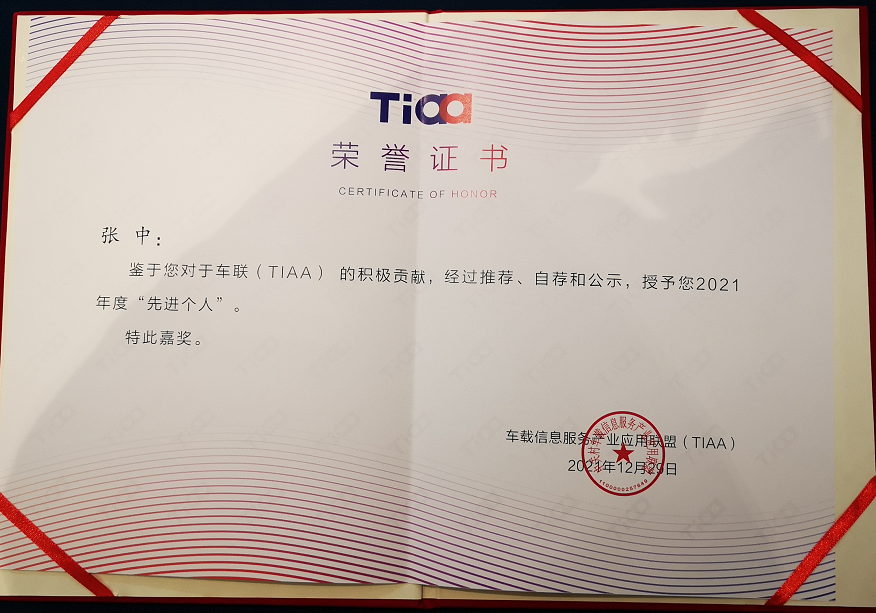 Tiaa
荣誉证书
CERTIFICATE OF HONOR
张 中：
鉴于您对于车联（TIAA） 的积极贡献，经过推荐、自荐和公示，授予您2021
年度“先进个人”。
特此嘉奖。
车载信息服务产业应用联盟（TIAA）
2021年12月29日